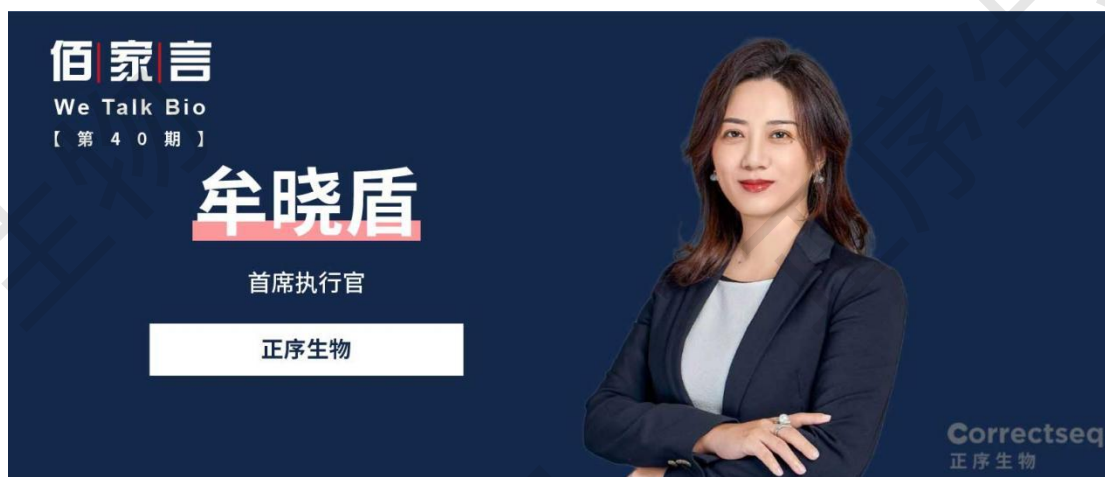 佰家言
We Talk Bio
【 第 4 0 期 】
牟晓盾
首席执行官
正序生物
Correctseq
正序生物